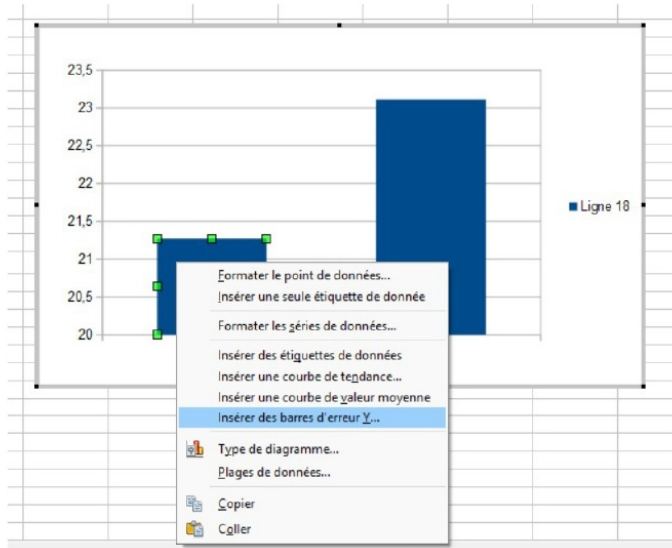 23,5
23
22,5
22
21,5
21
20,5
20
Ligne 18
Formater le point de données...
Insérer une seule étiquette de donnée
Formater les séries de données...
Insérer des étiquettes de données
Insérer une courbe de tendance...
Insérer une courbe de valeur moyenne
Insérer des barres d'erreur Y...
Type de diagramme...
Plages de données...
Copier
Coller